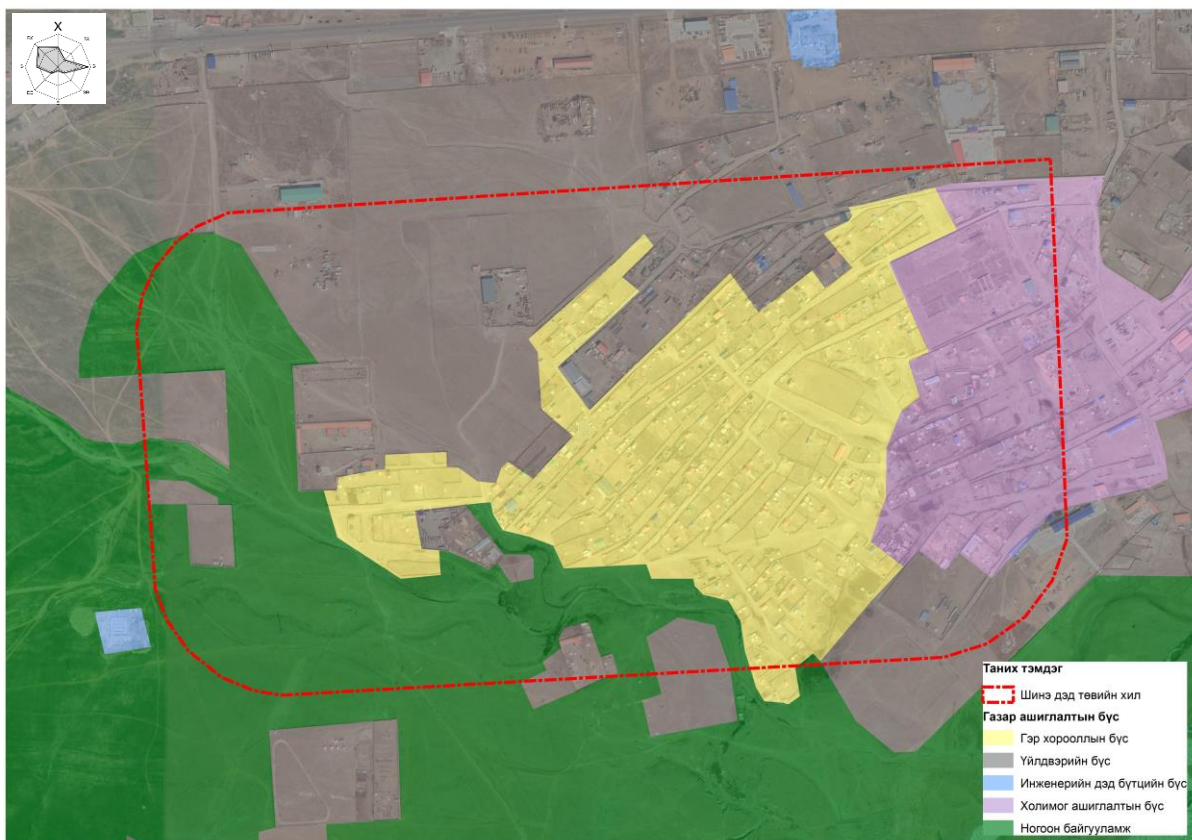 Х
Таних тэмдэг
Шинэ дэд төвийн хил
Газар ашиглалтын бүс
Гэр хорооллын бүс
Үйлдвэрийн бүс
Инженерийн дэд бүтцийн бүс
Холимог ашиглалтын бүс
Ногоон байгууламж